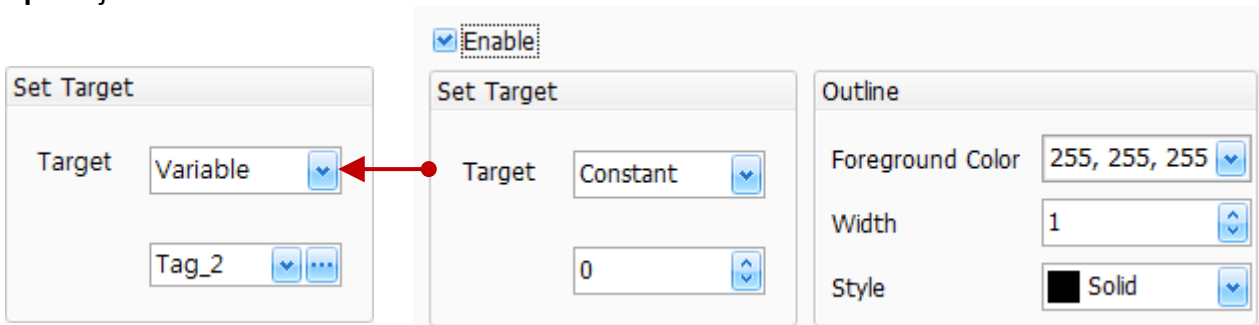 Enable
Set Target
Target Variable
Tag_2
Set Target
Target Constant
0
Outline
Foreground Color 255, 255, 255
Width 1
Style Solid